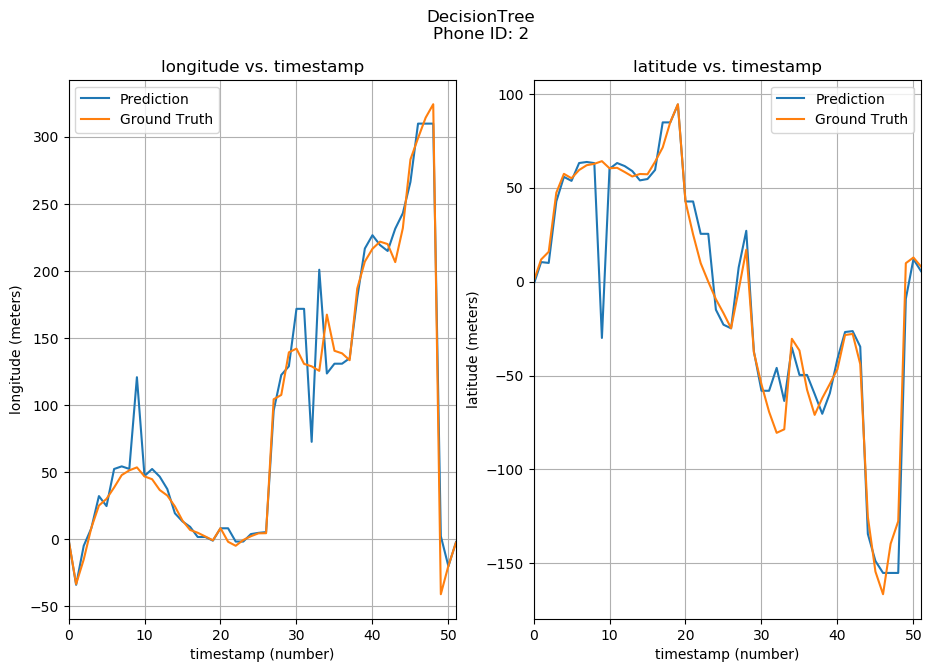 DecisionTree
Phone ID: 2
longitude vs. timestamp
Prediction
Ground Truth
longitude (meters)
300
250
200
150
100
50
0
−50
0 10 20 30 40 50
timestamp (number)
latitude vs. timestamp
Prediction
Ground Truth
latitude (meters)
100
50
0
−50
−100
−150
0 10 20 30 40 50
timestamp (number)